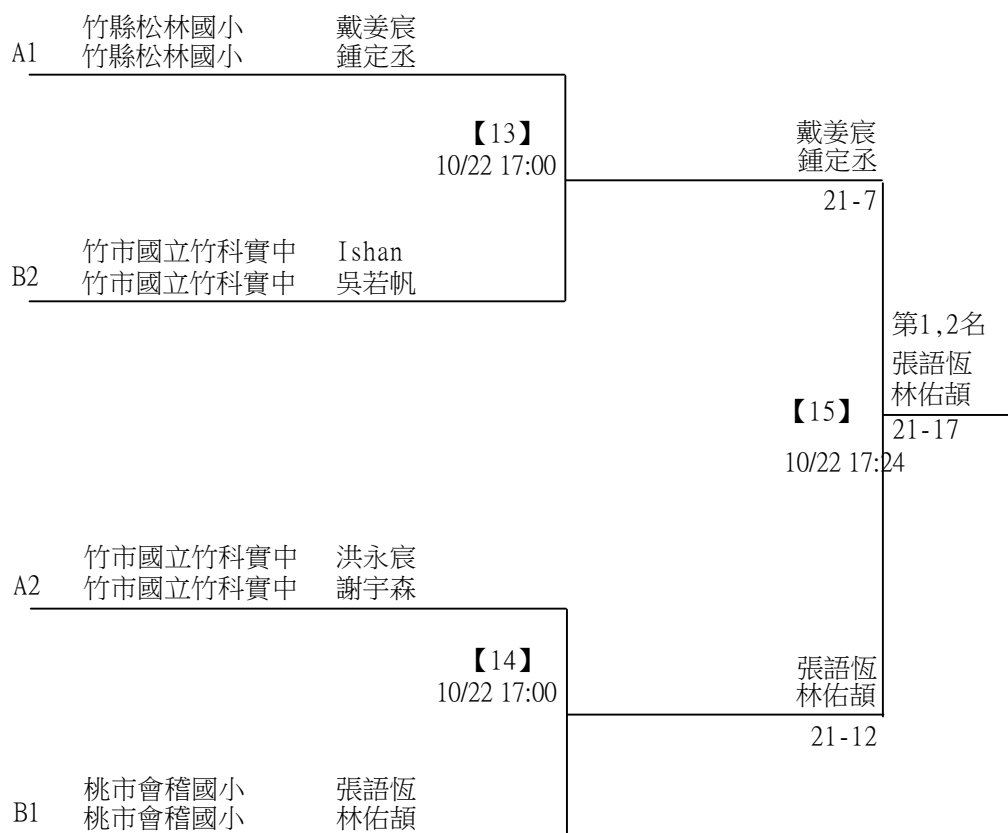 竹縣松林國小 戴姜宸
A1 竹縣松林國小 鍾定丞
【13】
10/22 17:00
戴姜宸
鍾定丞
21-7
竹市國立竹科實中 Ishan
B2 竹市國立竹科實中 吳若帆
第1,2名
張語恆
林佑頡
【15】
21-17
10/22 17:24
竹市國立竹科實中 洪永宸
A2 竹市國立竹科實中 謝宇森
【14】
10/22 17:00
張語恆
林佑頡
21-12
桃市會稽國小 張語恆
B1 桃市會稽國小 林佑頡